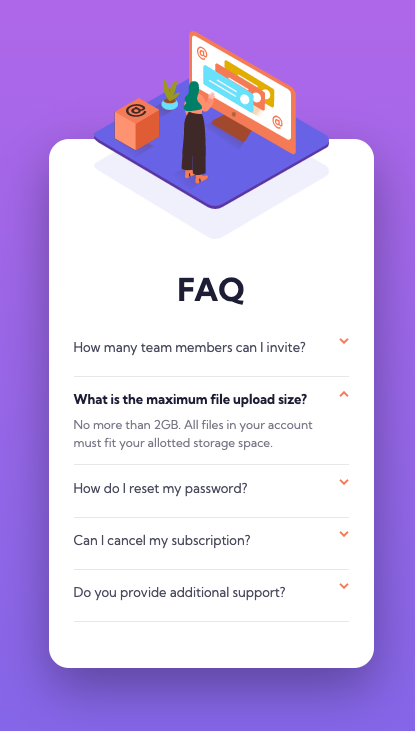 @
@
@
FAQ
How many team members can I invite?
What is the maximum file upload size?
No more than 2GB. All files in your account
must fit your allotted storage space.
How do I reset my password?
Can I cancel my subscription?
Do you provide additional support?